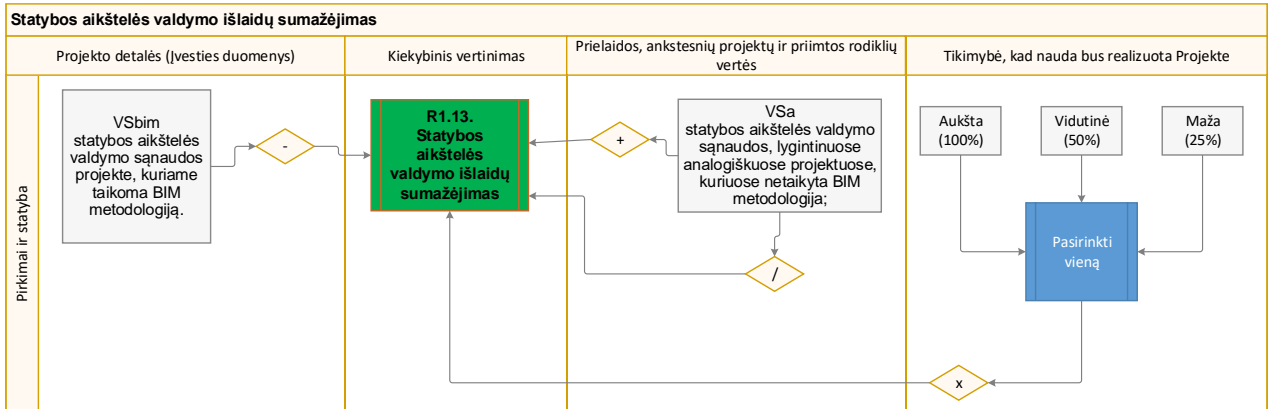 Statybos aikštelės valdymo išlaidų sumažėjimas
Projekto detalės (Įvesties duomenys)
Kiekybinis vertinimas
Prielaidos, ankstesnių projektų ir priimtos rodiklių
vertės
Tikimybė, kad nauda bus realizuota Projekte
Pirkimai ir statyba
VSbim
statybos aikštelės
valdymo sąnaudos
projekte, kuriame
taikoma BIM
metodologiją.
-
R1.13.
Statybos
aikštelės
valdymo išlaidų
sumažėjimas
+
VSa
statybos aikštelės valdymo
sąnaudos, lygintinuose
analogiškuose projektuose,
kuriuose netaikyta BIM
metodologija;
/
Aukšta
(100%)
Vidutinė
(50%)
Maža
(25%)
Pasirinkti
vieną
x